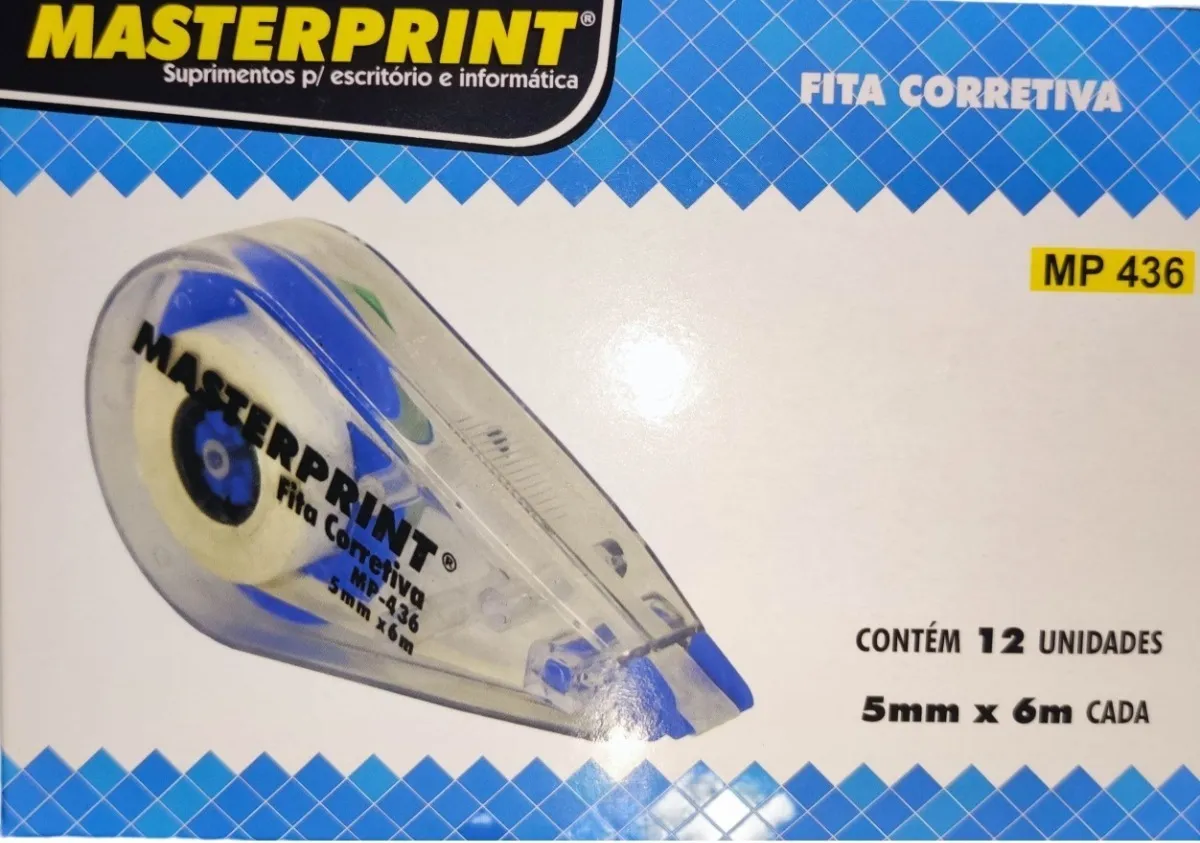 MASTERPRINT®
Suprimentos p/ escritório e informática
FITA CORRETIVA
MP 436
MASTERPRINT®
Fita Corretiva
MP-436
5mm x 6m
CONTÉM 12 UNIDADES
5mm x 6m CADA